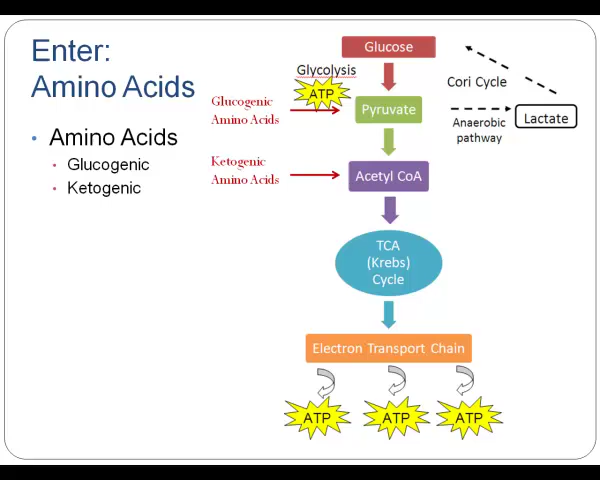 Enter:
Amino Acids
Amino Acids
Glucogenic
Ketogenic
Glucose
Glycolysis
ATP
Glucogenic
Amino Acids
Pyruvate
Cori Cycle
Anaerobic
pathway
Lactate
Ketogenic
Amino Acids
Acetyl CoA
TCA
(Krebs)
Cycle
Electron Transport Chain
ATP
ATP
ATP